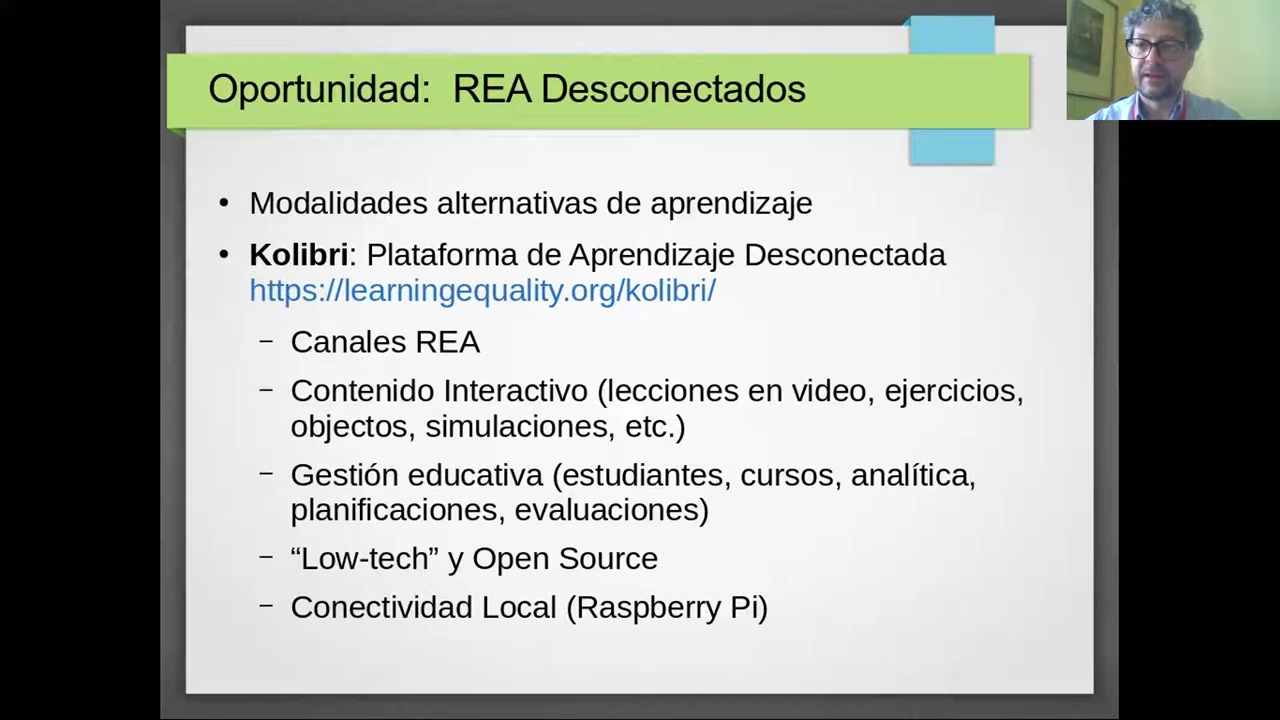 Oportunidad:  REA Desconectados
• Modalidades alternativas de aprendizaje
• Kolibri: Plataforma de Aprendizaje Desconectada
https://learningequality.org/kolibri/
– Canales REA
– Contenido Interactivo (lecciones en video, ejercicios,
objectos, simulaciones, etc.)
– Gestión educativa (estudiantes, cursos, analítica,
planificaciones, evaluaciones)
– “Low-tech” y Open Source
– Conectividad Local (Raspberry Pi)